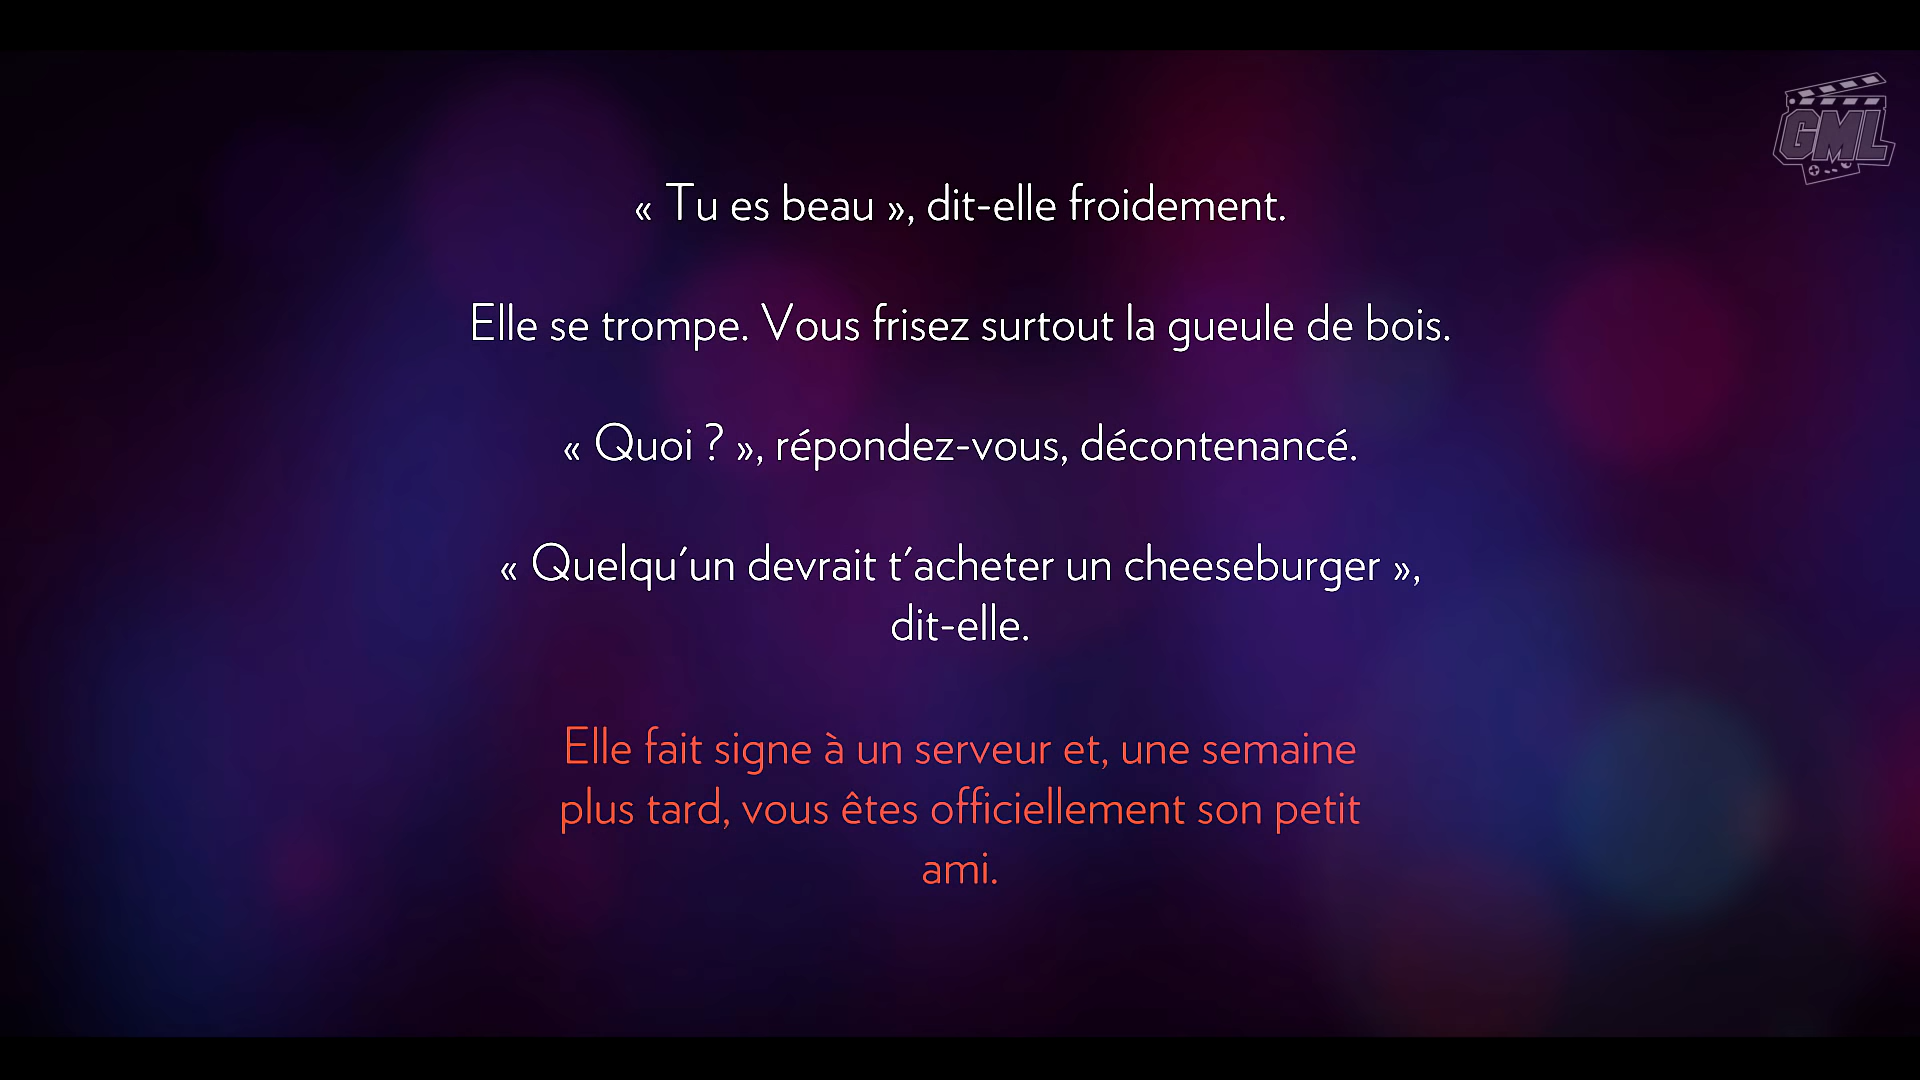 GML
« Tu es beau », dit-elle froidement.
Elle se trompe. Vous frisez surtout la gueule de bois.
« Quoi ? », répondez-vous, décontenancé.
« Quelqu'un devrait t'acheter un cheeseburger »,
dit-elle.
Elle fait signe à un serveur et, une semaine
plus tard, vous êtes officiellement son petit
ami.